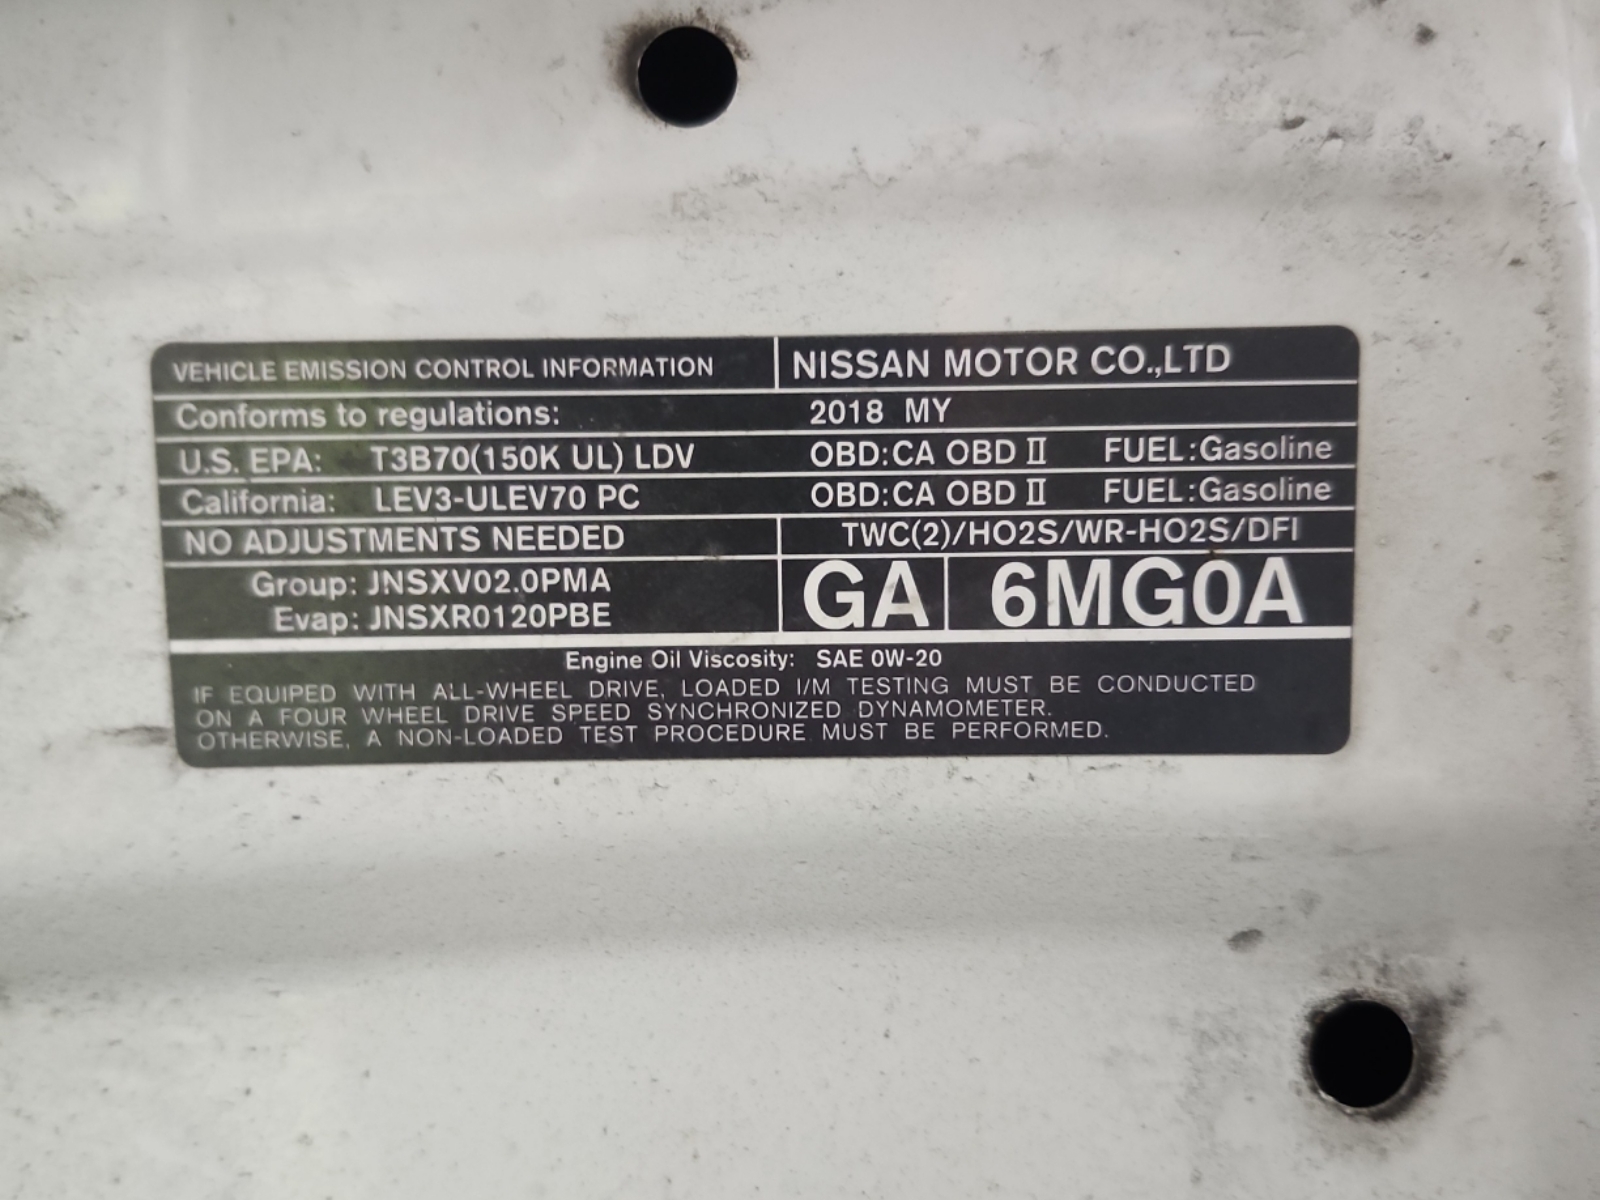 VEHICLE EMISSION CONTROL INFORMATION NISSAN MOTOR CO.,LTD
Conforms to regulations: 2018 MY
U.S. EPA: T3B70(150K UL) LDV OBD:CA OBD II FUEL:Gasoline
California: LEV3-ULEV70 PC OBD:CA OBD II FUEL:Gasoline
NO ADJUSTMENTS NEEDED TWC(2)/HO2S/WR-HO2S/DFI
Group: JNSXV02.0PMA
Evap: JNSXR0120PBE
GA 6MG0A
Engine Oil Viscosity: SAE 0W-20
IF EQUIPED WITH ALL-WHEEL DRIVE, LOADED I/M TESTING MUST BE CONDUCTED
ON A FOUR WHEEL DRIVE SPEED SYNCHRONIZED DYNAMOMETER.
OTHERWISE, A NON-LOADED TEST PROCEDURE MUST BE PERFORMED.